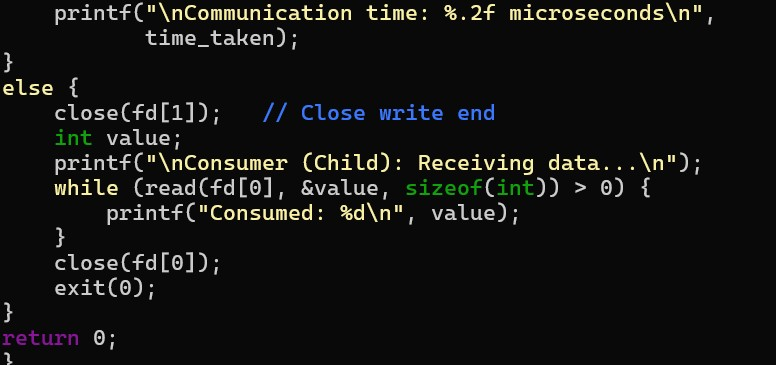 printf("\nCommunication time: %.2f microseconds\n",
           time_taken);
}
else {
    close(fd[1]);   // Close write end
    int value;
    printf("\nConsumer (Child): Receiving data...\n");
    while (read(fd[0], &value, sizeof(int)) > 0) {
        printf("Consumed: %d\n", value);
    }
    close(fd[0]);
    exit(0);
}
return 0;
}